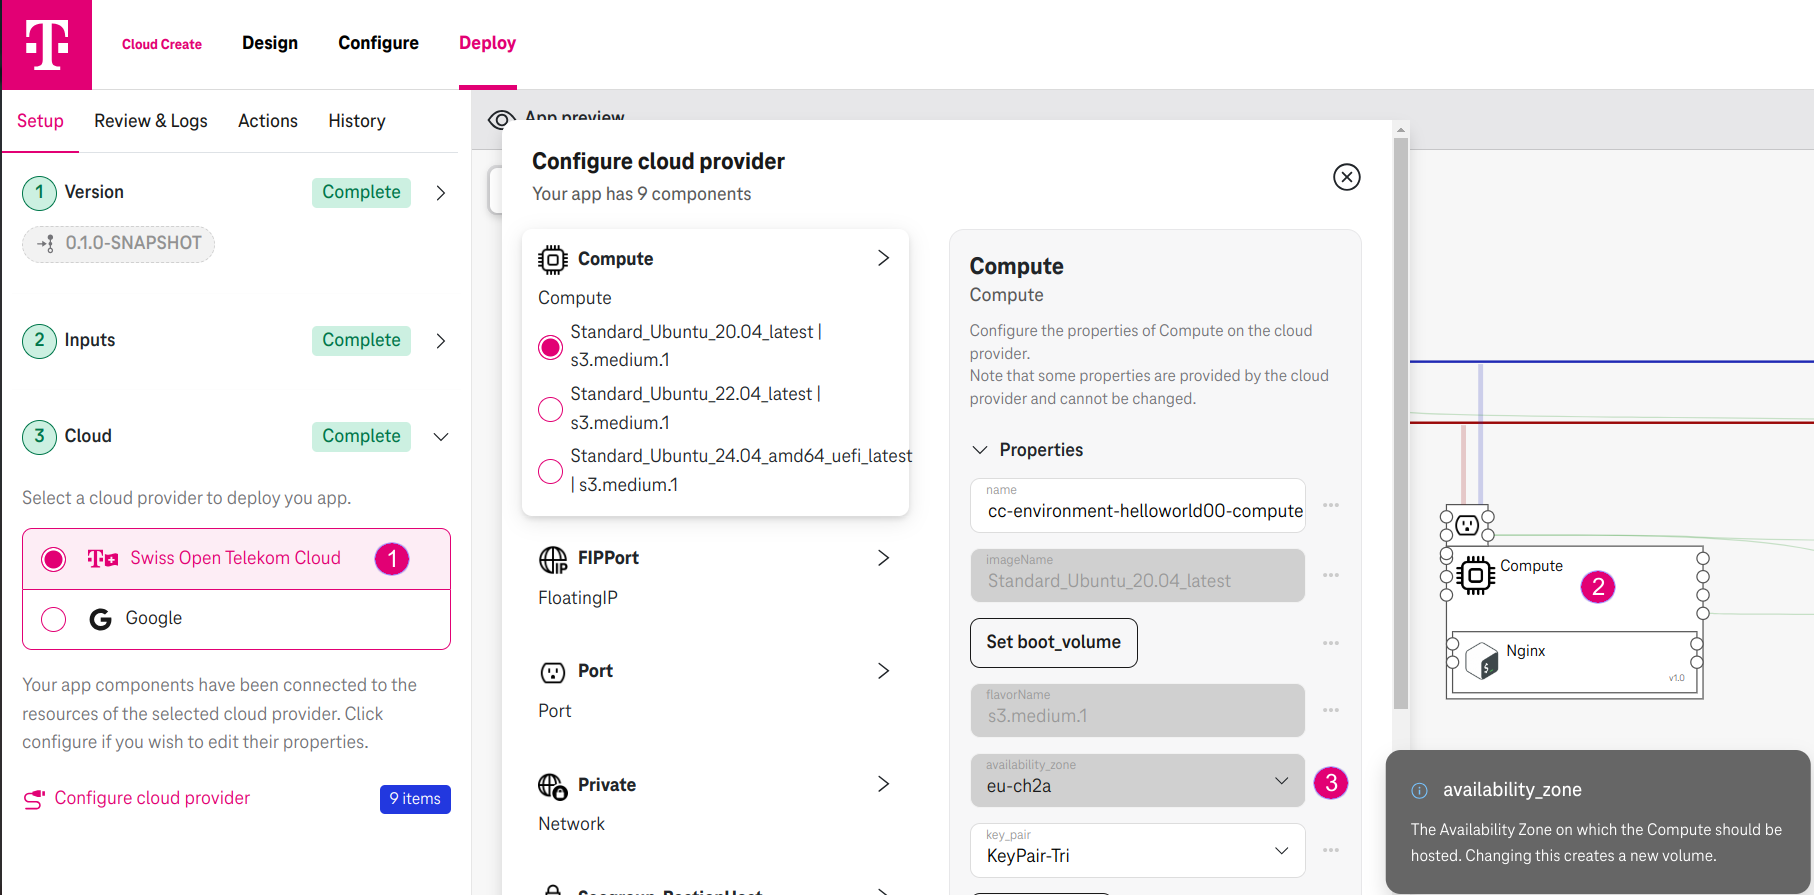 T Cloud Create Design Configure Deploy
Setup Review & Logs Actions History
App preview
1 Version Complete
0.1.0-SNAPSHOT
2 Inputs Complete
3 Cloud Complete
Select a cloud provider to deploy you app.
T Swiss Open Telekom Cloud 1
G Google
Your app components have been connected to the
resources of the selected cloud provider. Click
configure if you wish to edit their properties.
Configure cloud provider 9 items
Configure cloud provider
Your app has 9 components
Compute
Compute
Standard_Ubuntu_20.04_latest |
s3.medium.1
Standard_Ubuntu_22.04_latest |
s3.medium.1
Standard_Ubuntu_24.04_amd64_uefi_latest
| s3.medium.1
IP FIPPort
FloatingIP
Port
Port
Private
Network
Secgroup_BastionHost
Compute
Compute
Configure the properties of Compute on the cloud
provider.
Note that some properties are provided by the cloud
provider and cannot be changed.
Properties
name
cc-environment-helloworld00-compute
imageName
Standard_Ubuntu_20.04_latest
Set boot_volume
flavorName
s3.medium.1
availability_zone
eu-ch2a
3
key_pair
KeyPair-Tri
Compute
2
Nginx
$_
v1.0
availability_zone
The Availability Zone on which the Compute should be
hosted. Changing this creates a new volume.